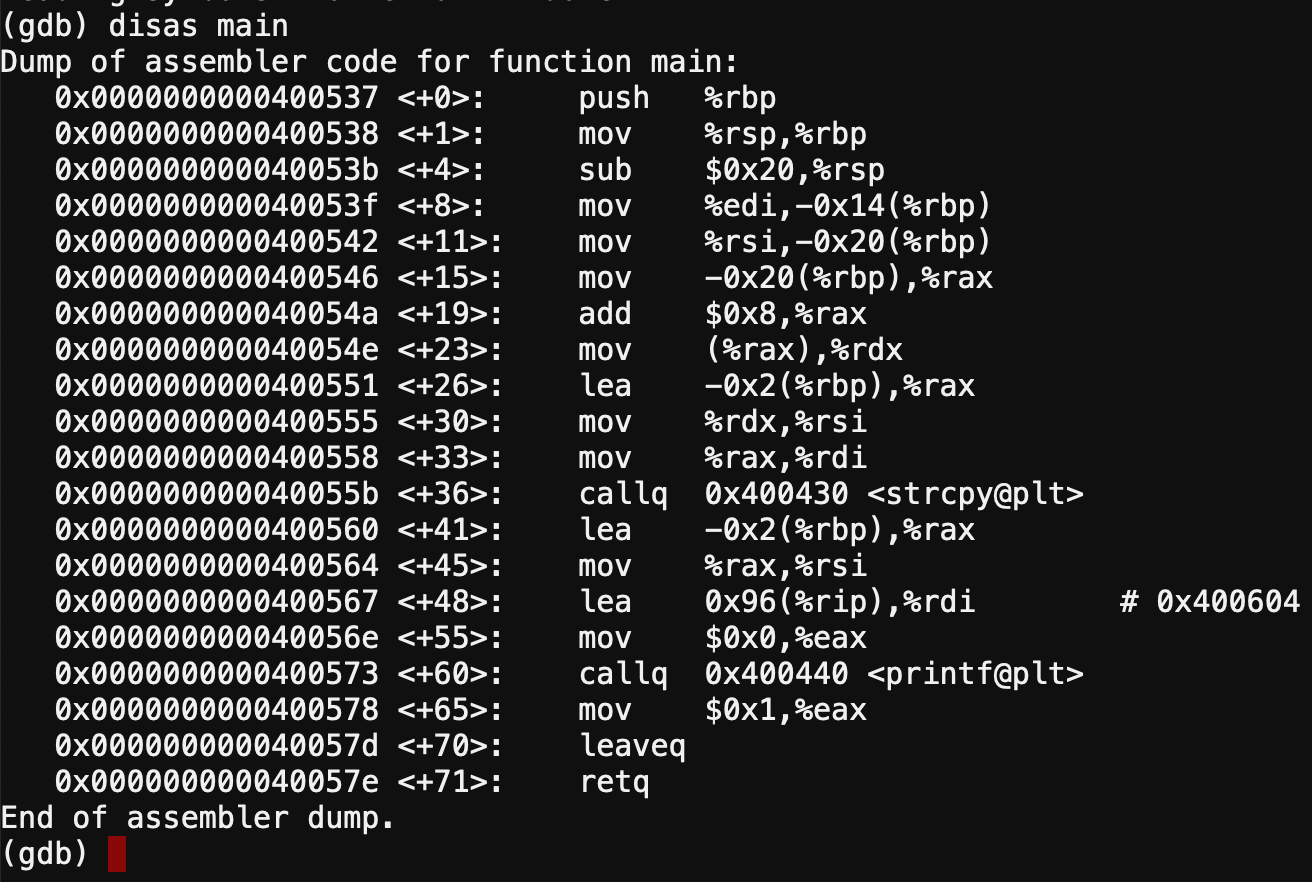 (gdb) disas main
Dump of assembler code for function main:
   0x0000000000400537 <+0>:     push   %rbp
   0x0000000000400538 <+1>:     mov    %rsp,%rbp
   0x000000000040053b <+4>:     sub    $0x20,%rsp
   0x000000000040053f <+8>:     mov    %edi,-0x14(%rbp)
   0x0000000000400542 <+11>:    mov    %rsi,-0x20(%rbp)
   0x0000000000400546 <+15>:    mov    -0x20(%rbp),%rax
   0x000000000040054a <+19>:    add    $0x8,%rax
   0x000000000040054e <+23>:    mov    (%rax),%rdx
   0x0000000000400551 <+26>:    lea    -0x2(%rbp),%rax
   0x0000000000400555 <+30>:    mov    %rdx,%rsi
   0x0000000000400558 <+33>:    mov    %rax,%rdi
   0x000000000040055b <+36>:    callq  0x400430 <strcpy@plt>
   0x0000000000400560 <+41>:    lea    -0x2(%rbp),%rax
   0x0000000000400564 <+45>:    mov    %rax,%rsi
   0x0000000000400567 <+48>:    lea    0x96(%rip),%rdi        # 0x400604
   0x000000000040056e <+55>:    mov    $0x0,%eax
   0x0000000000400573 <+60>:    callq  0x400440 <printf@plt>
   0x0000000000400578 <+65>:    mov    $0x1,%eax
   0x000000000040057d <+70>:    leaveq
   0x000000000040057e <+71>:    retq
End of assembler dump.
(gdb)